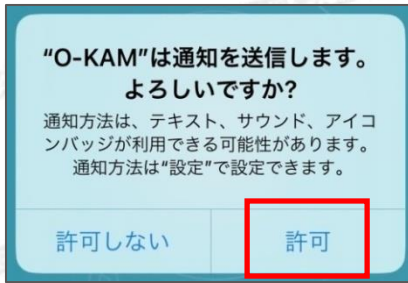 “O-KAM”は通知を送信します。
よろしいですか?
通知方法は、テキスト、サウンド、アイコ
ンバッジが利用できる可能性があります。
通知方法は“設定”で設定できます。
許可しない
許可